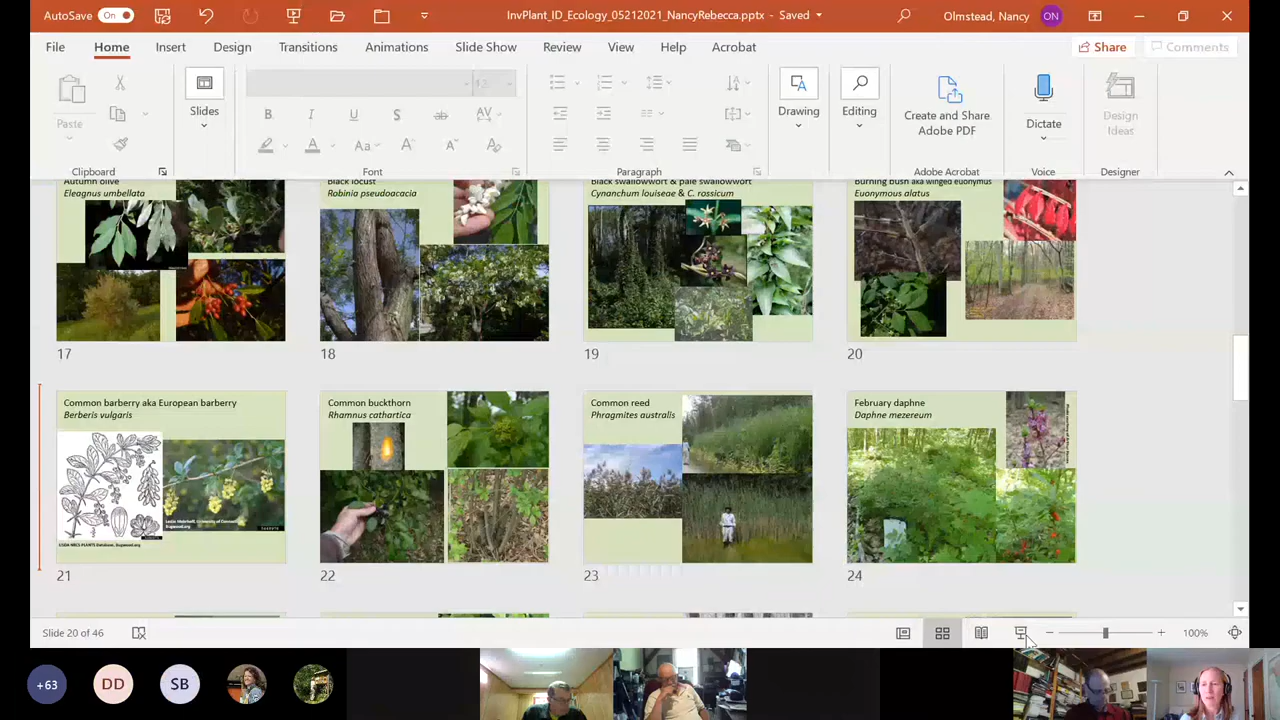 AutoSave On InvPlant_ID_Ecology_05212021_NancyRebecca.pptx - Saved Olmstead, Nancy ON
File Home Insert Design Transitions Animations Slide Show Review View Help Acrobat Share Comments
Paste Slides Drawing Editing Create and Share Adobe PDF Dictate Design Ideas
Clipboard Font Paragraph Adobe Acrobat Voice Designer
Autumn olive
Eleagnus umbellata
Black locust
Robinia pseudoacacia
Black swallowwort & pale swallowwort
Cynanchum louiseae & C. rossicum
Burning bush aka winged euonymus
Euonymous alatus
17 18 19 20
Common barberry aka European barberry
Berberis vulgaris
Common buckthorn
Rhamnus cathartica
Common reed
Phragmites australis
February daphne
Daphne mezereum
21 22 23 24
Slide 20 of 46 100%
+63 DD SB